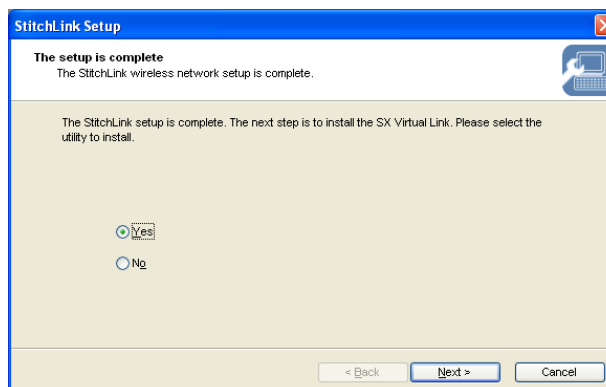 StitchLink Setup
The setup is complete
The StitchLink wireless network setup is complete.
The StitchLink setup is complete. The next step is to install the SX Virtual Link. Please select the
utility to install.
Yes
No
< Back Next > Cancel